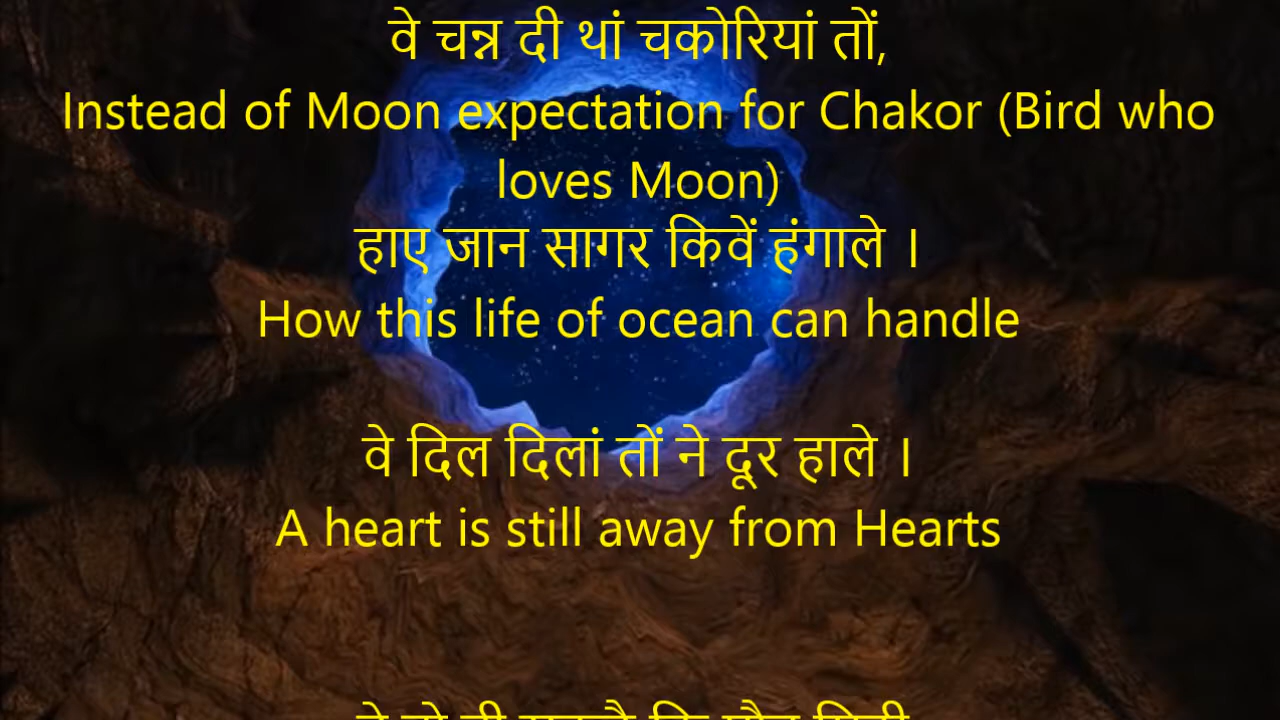 वे चन्न दी थां चकोरियां तों,
Instead of Moon expectation for Chakor (Bird who
loves Moon)
हाए जान सागर किवें हंगाले ।
How this life of ocean can handle
वे दिल दिलां तों ने दूर हाले ।
A heart is still away from Hearts